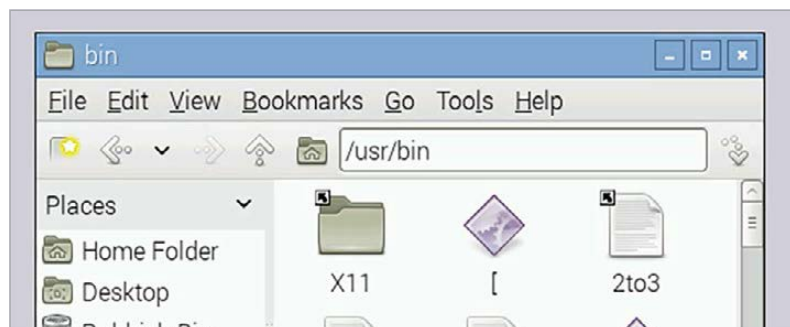 bin
File Edit View Bookmarks Go Tools Help
/usr/bin
Places
Home Folder
Desktop
X11 [ 2to3